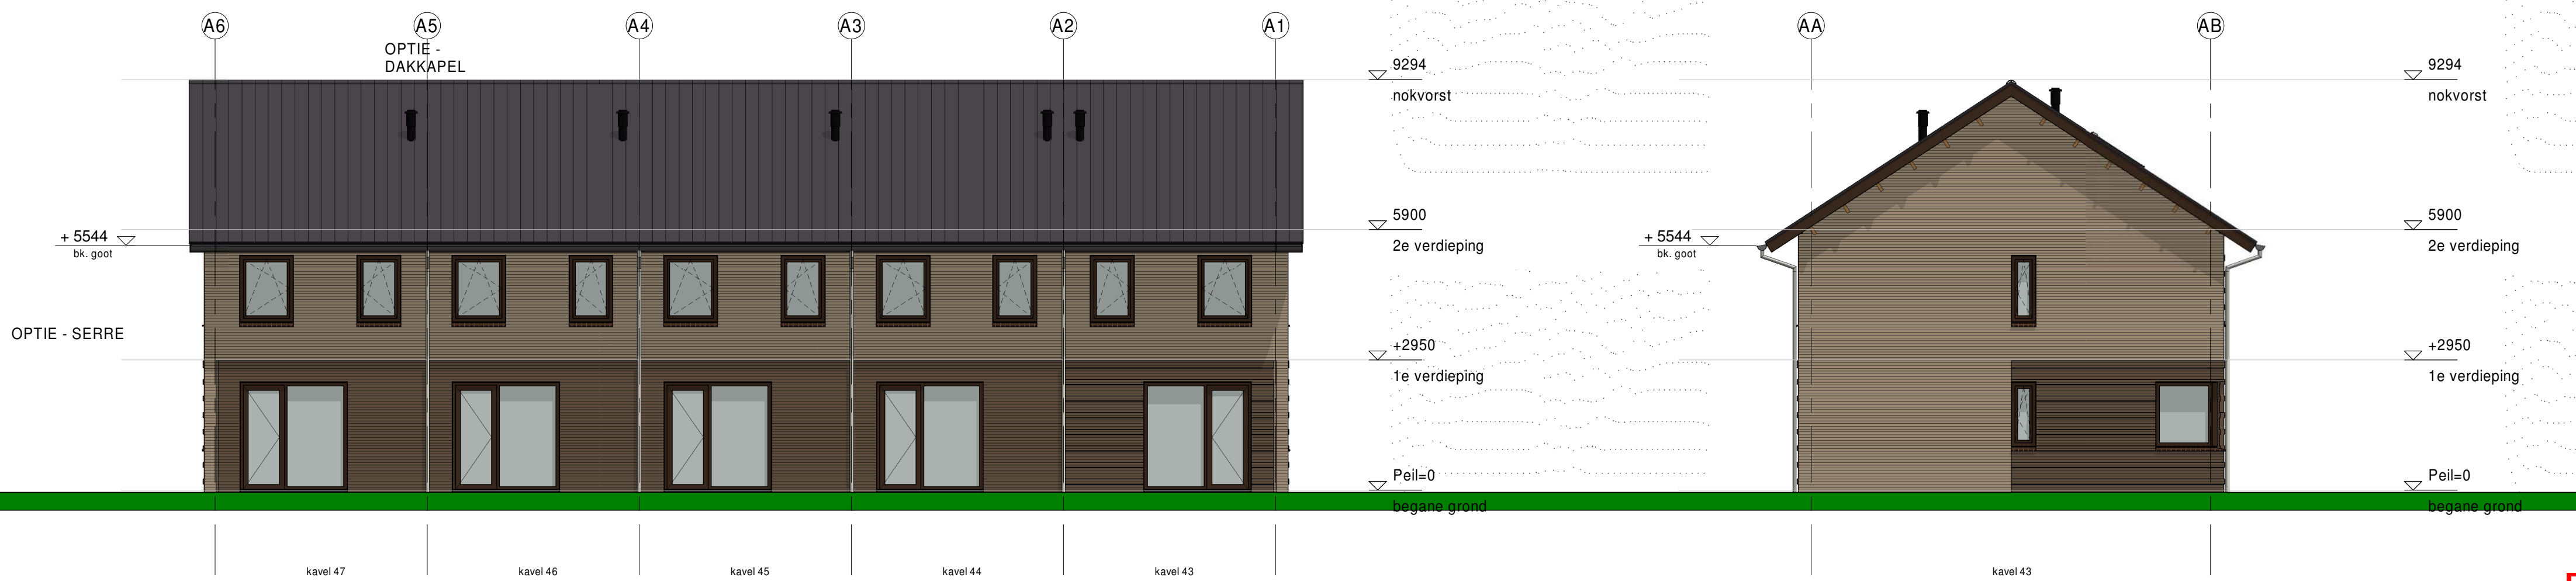 A6
A5
A4
A3
A2
A1
AA
AB
OPTIE -
DAKKAPEL
9294
nokvorst
9294
nokvorst
5900
2e verdieping
5900
2e verdieping
+ 5544
bk. goot
+ 5544
bk. goot
OPTIE - SERRE
+2950
1e verdieping
+2950
1e verdieping
Peil=0
begane grond
Peil=0
begane grond
kavel 47
kavel 46
kavel 45
kavel 44
kavel 43
kavel 43